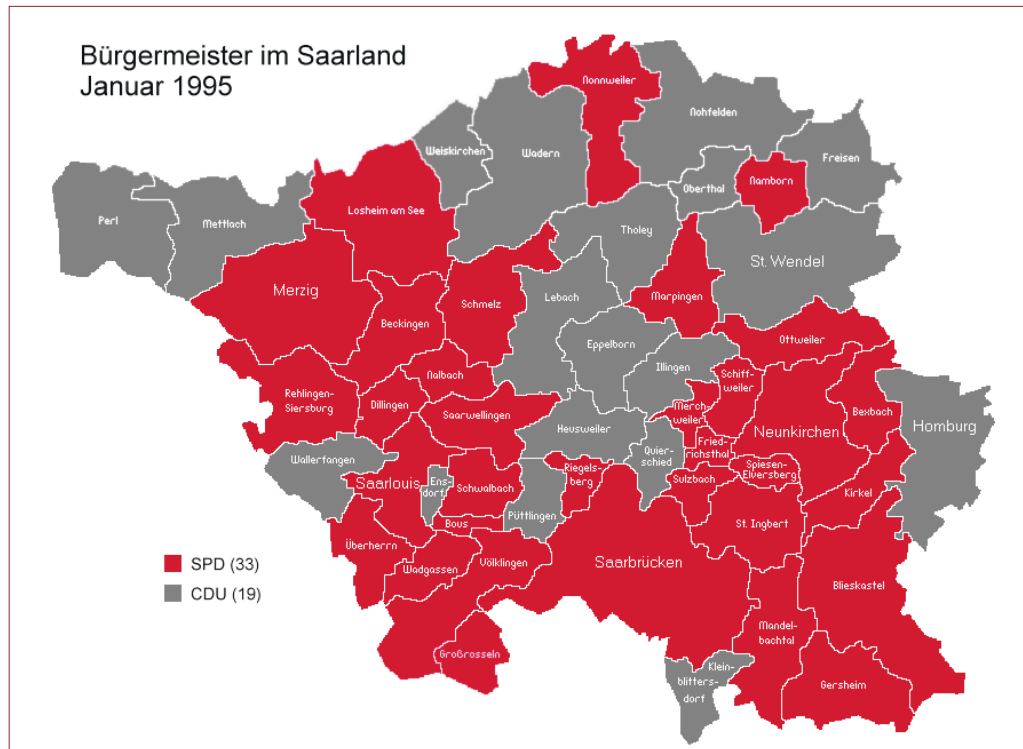 Bürgermeister im Saarland
Januar 1995
Nonnweiler
Nohfelden
Weiskirchen
Wadern
Freisen
Oberthal
Namborn
Losheim am See
Perl
Mettlach
Tholey
St. Wendel
Merzig
Schmelz
Lebach
Marpingen
Beckingen
Ottweiler
Eppelborn
Illingen
Schiff-
weiler
Nalbach
Rehlingen-
Siersburg
Dillingen
Saarwellingen
Merch-
weiler
Bexbach
Heusweiler
Neunkirchen
Homburg
Fried-
richsthal
Quier-
schied
Wallerfangen
Saarlouis
Ens-
dorf
Schwalbach
Riegels-
berg
Sulzbach
Spiesen-
Elversberg
Kirkel
Püttlingen
Bous
St. Ingbert
Überherrn
Wadgassen
Völklingen
Saarbrücken
SPD (33)
CDU (19)
Blieskastel
Mandel-
bachtal
Großrosseln
Klein-
blitters-
dorf
Gersheim